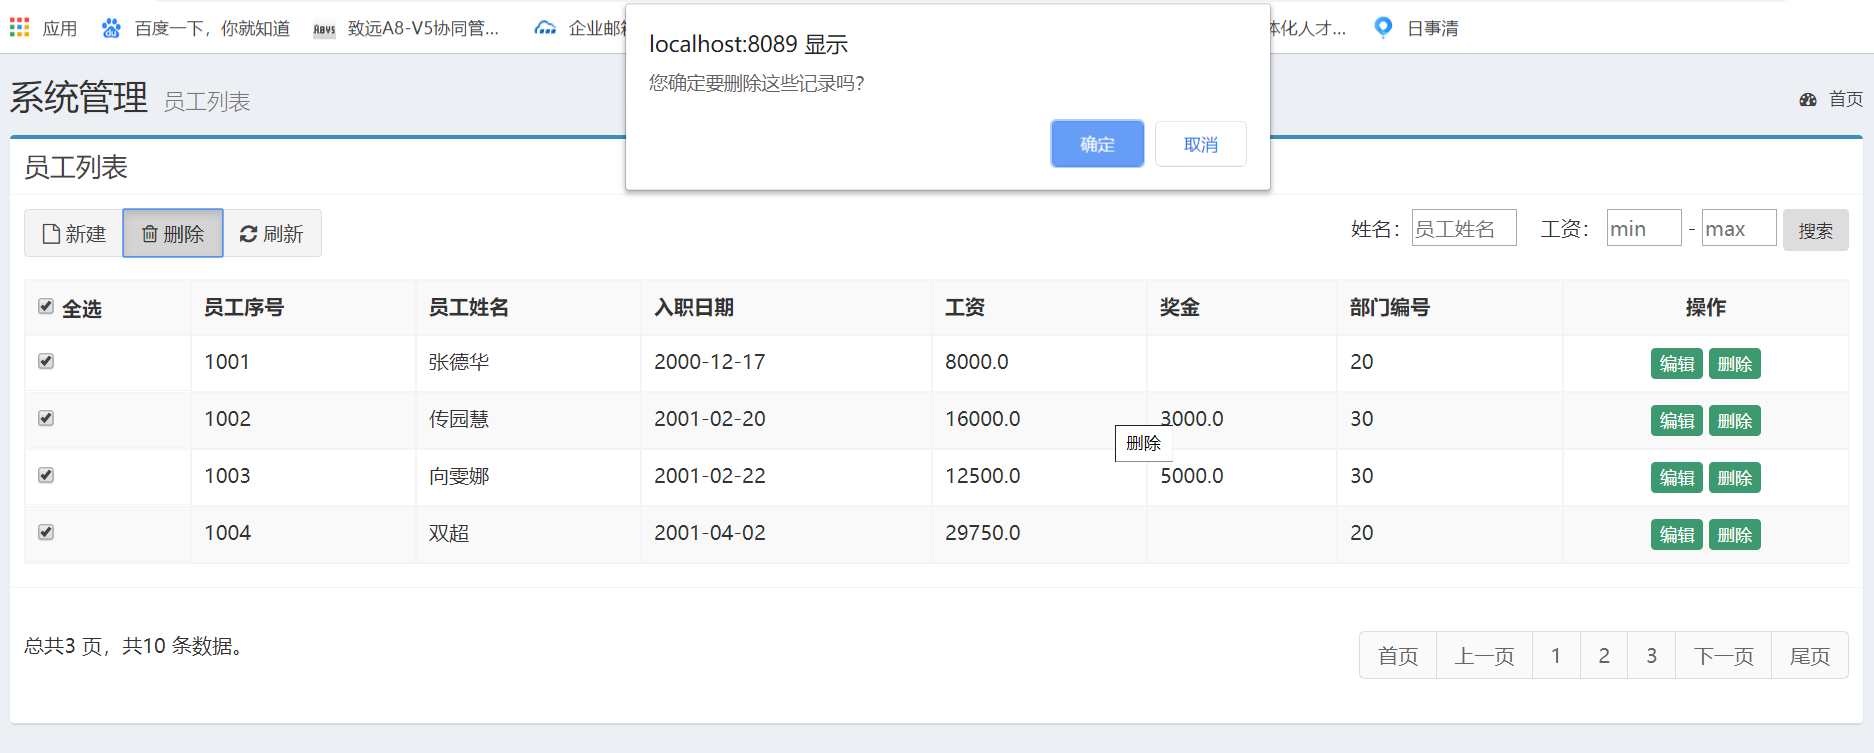 应用 百度一下，你就知道 致远A8-V5协同管... 企业邮 体化人才... 日事清
localhost:8089 显示
您确定要删除这些记录吗？
确定 取消
系统管理 员工列表 首页
员工列表
新建 删除 刷新 姓名： 员工姓名 工资： min - max 搜索
全选 员工序号 员工姓名 入职日期 工资 奖金 部门编号 操作
1001 张德华 2000-12-17 8000.0 20 编辑 删除
1002 传园慧 2001-02-20 16000.0 3000.0 30 编辑 删除
删除
1003 向雯娜 2001-02-22 12500.0 5000.0 30 编辑 删除
1004 双超 2001-04-02 29750.0 20 编辑 删除
总共3 页，共10 条数据。 首页 上一页 1 2 3 下一页 尾页